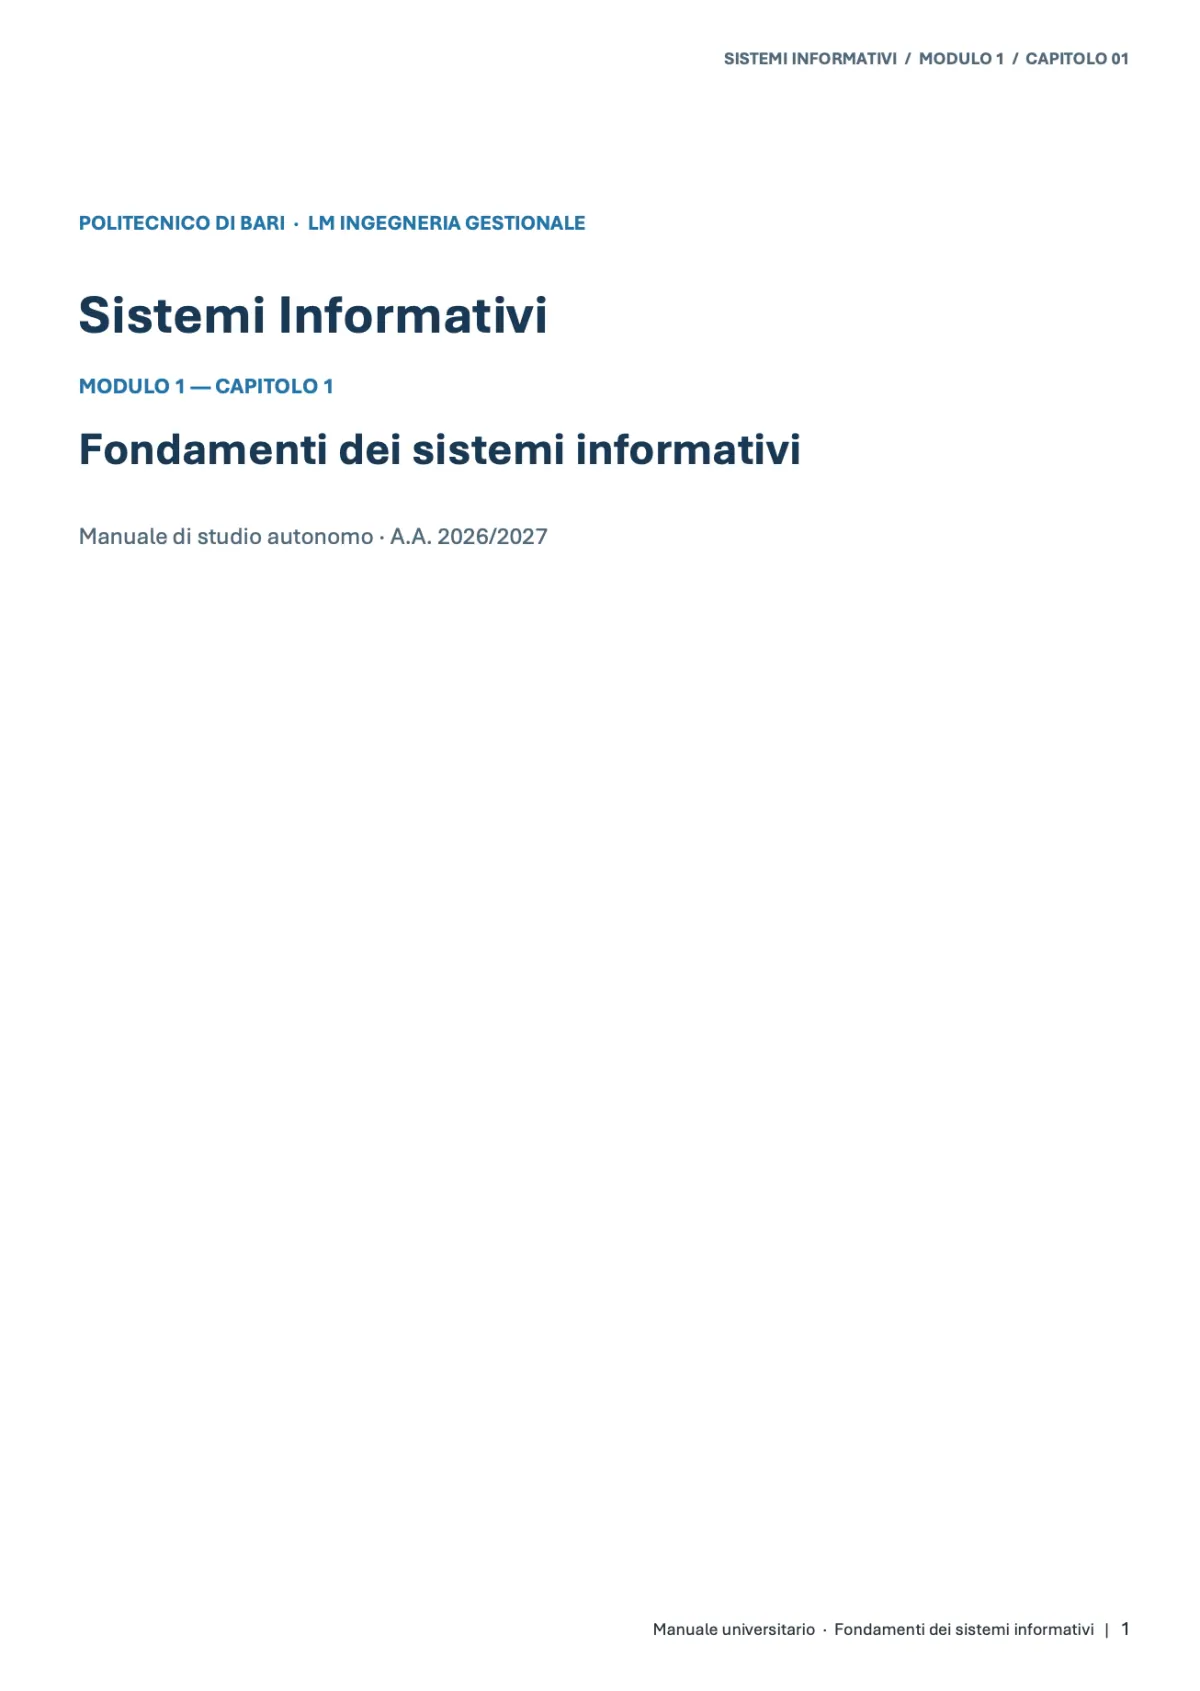 SISTEMI INFORMATIVI / MODULO 1 / CAPITOLO 01
POLITECNICO DI BARI · LM INGEGNERIA GESTIONALE
Sistemi Informativi
MODULO 1 — CAPITOLO 1
Fondamenti dei sistemi informativi
Manuale di studio autonomo · A.A. 2026/2027
Manuale universitario · Fondamenti dei sistemi informativi | 1